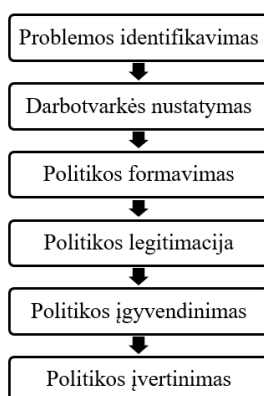 Problemos identifikavimas
Darbotvarkės nustatymas
Politikos formavimas
Politikos legitimacija
Politikos įgyvendinimas
Politikos įvertinimas